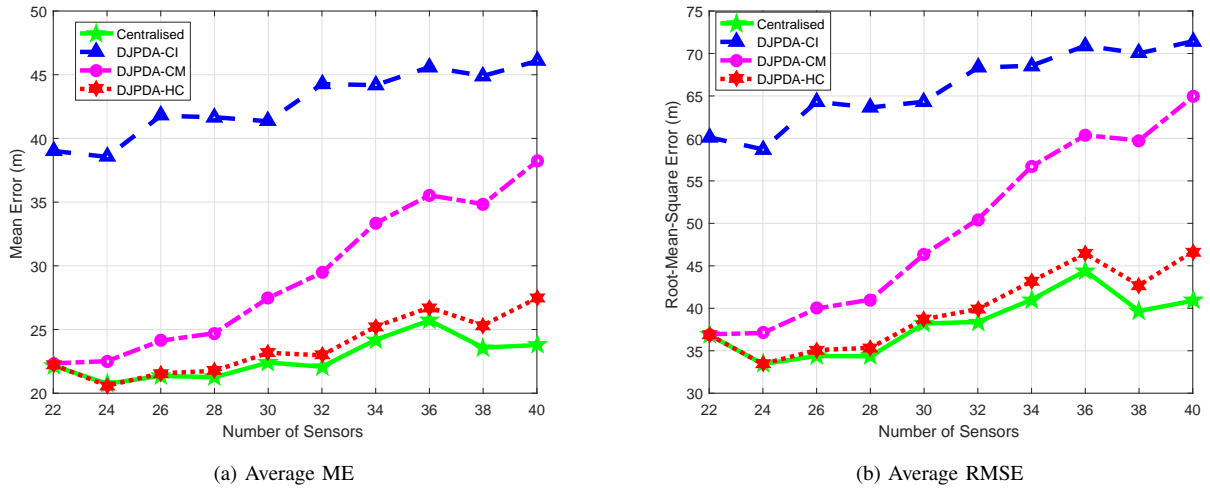 50
45
40
35
30
25
20
Mean Error (m)
Centralised
DJPDA-CI
DJPDA-CM
DJPDA-HC
22 24 26 28 30 32 34 36 38 40
Number of Sensors
(a) Average ME
75
70
65
60
55
50
45
40
35
30
Root-Mean-Square Error (m)
Centralised
DJPDA-CI
DJPDA-CM
DJPDA-HC
22 24 26 28 30 32 34 36 38 40
Number of Sensors
(b) Average RMSE